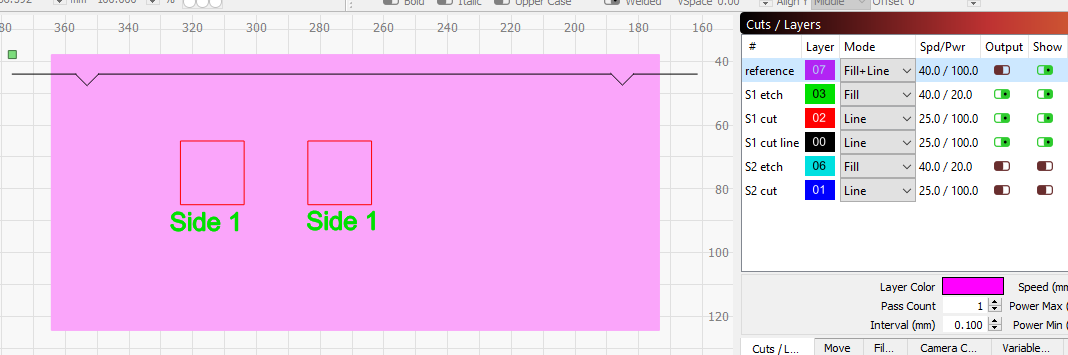 mm 100.000 % Bold Italic Upper Case Welded VSpace 0.00 Align Y Middle Offset 0
360 340 320 300 280 260 240 220 200 180 160
40
60
80
100
120
Side 1 Side 1
Cuts / Layers
# Layer Mode Spd/Pwr Output Show
reference 07 Fill+Line 40.0 / 100.0
S1 etch 03 Fill 40.0 / 20.0
S1 cut 02 Line 25.0 / 100.0
S1 cut line 00 Line 25.0 / 100.0
S2 etch 06 Fill 40.0 / 20.0
S2 cut 01 Line 25.0 / 100.0
Layer Color Speed (mm
Pass Count 1 Power Max (
Interval (mm) 0.100 Power Min (
Cuts / L... Move Fil... Camera C... Variable...